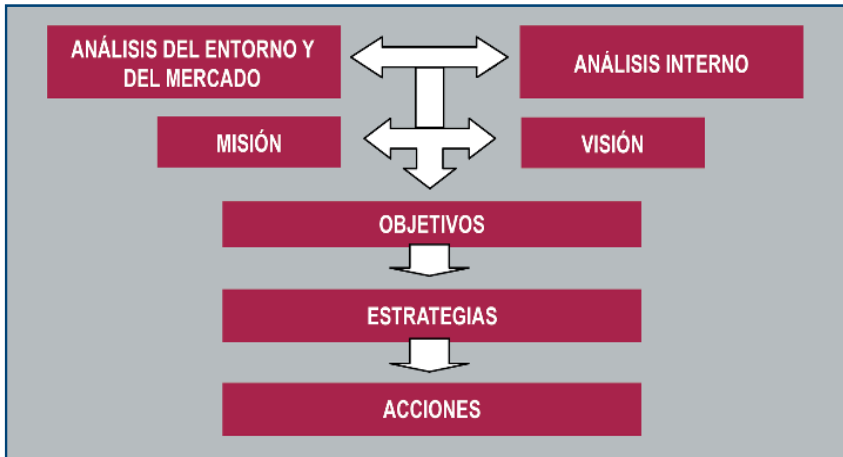 ANÁLISIS DEL ENTORNO Y
DEL MERCADO
ANÁLISIS INTERNO
MISIÓN
VISIÓN
OBJETIVOS
ESTRATEGIAS
ACCIONES